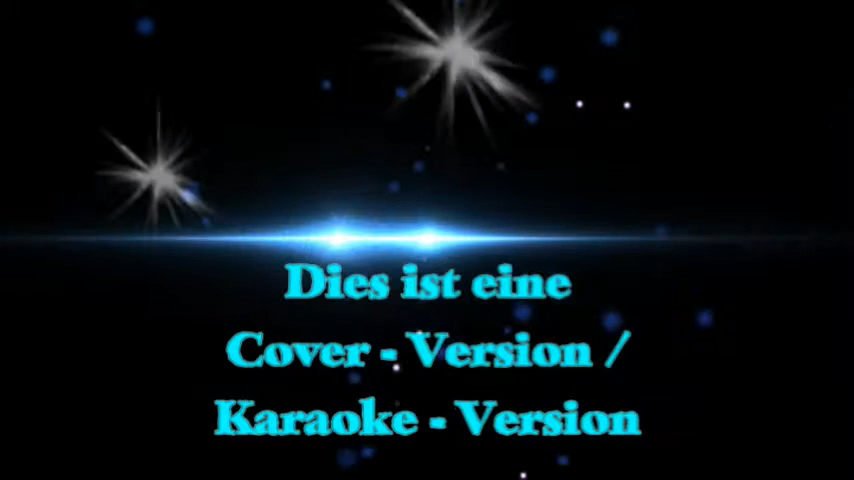 Dies ist eine
Cover - Version /
Karaoke - Version